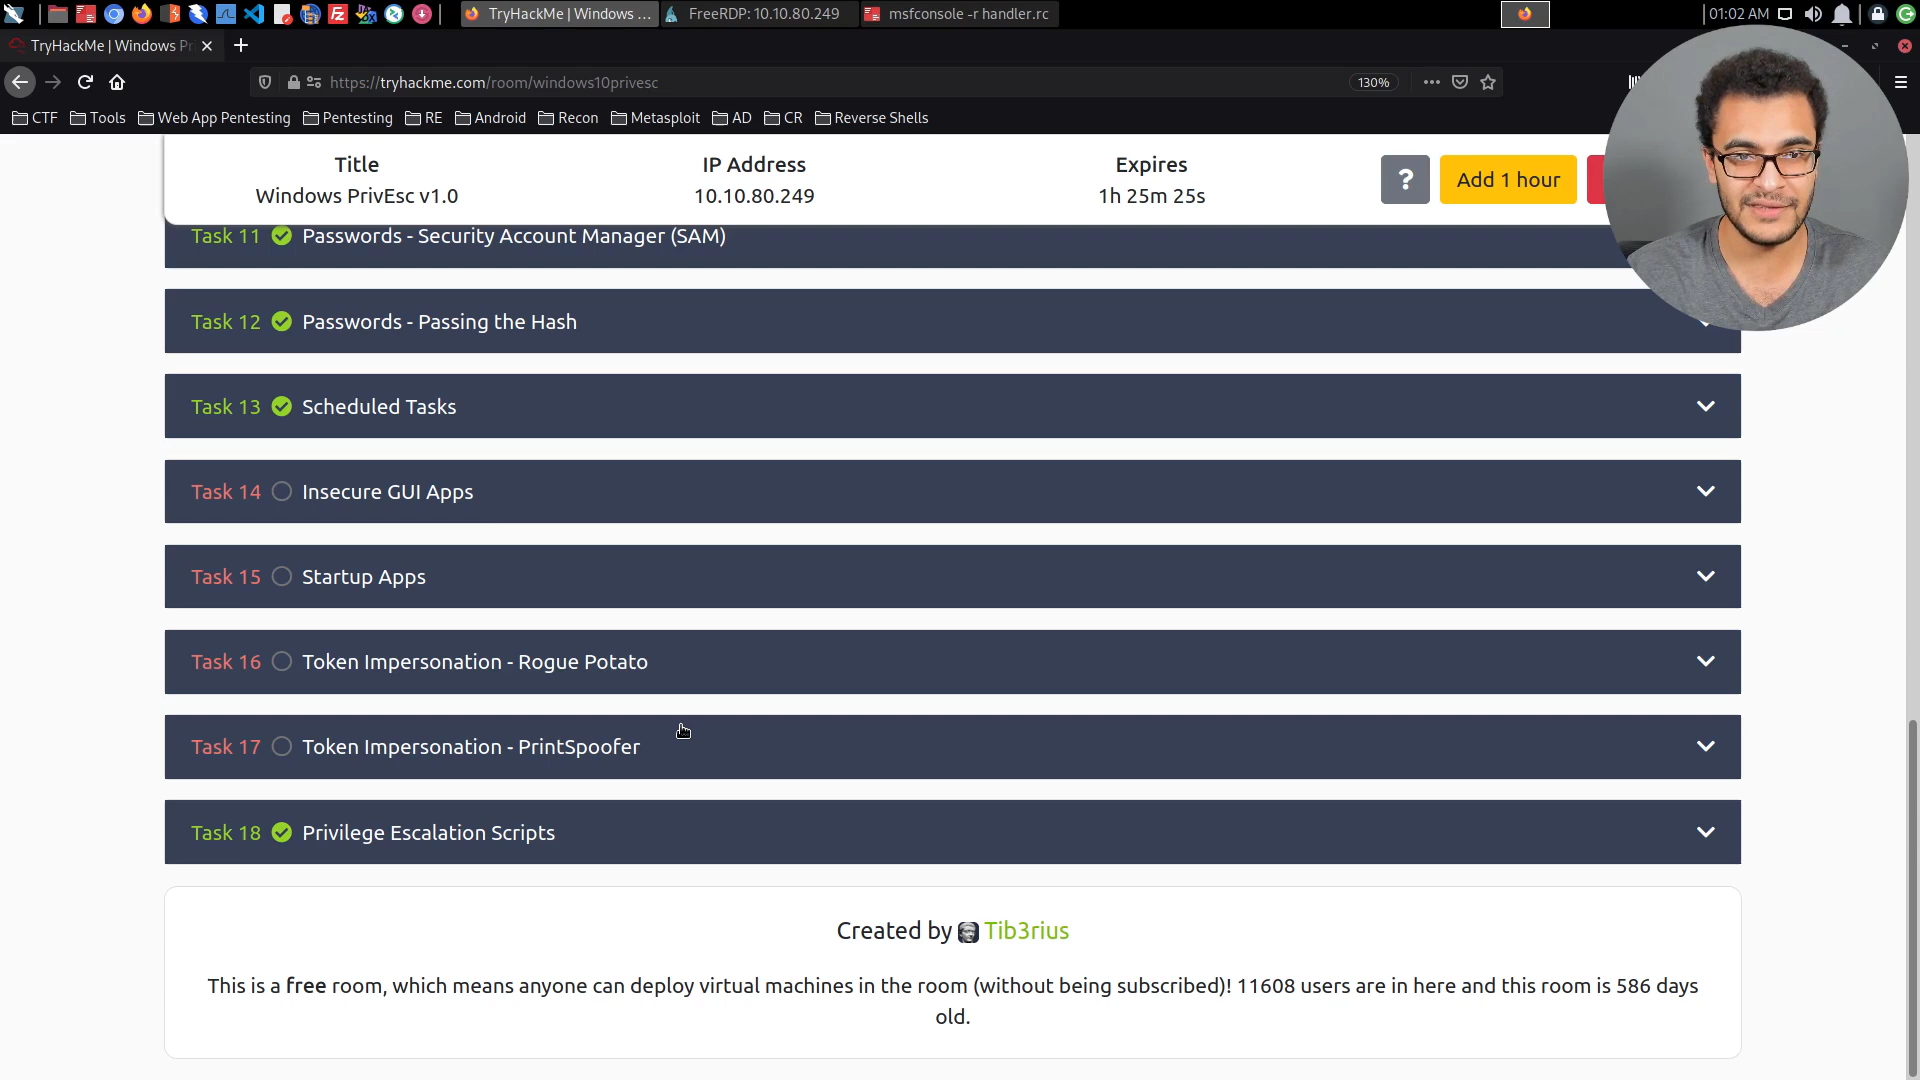 TryHackMe | Windows ...
FreeRDP: 10.10.80.249
msfconsole -r handler.rc
01:02 AM
TryHackMe | Windows Pr
https://tryhackme.com/room/windows10privesc
130%
CTF Tools Web App Pentesting Pentesting RE Android Recon Metasploit AD CR Reverse Shells
Title IP Address Expires
Windows PrivEsc v1.0 10.10.80.249 1h 25m 25s
? Add 1 hour
Task 11 Passwords - Security Account Manager (SAM)
Task 12 Passwords - Passing the Hash
Task 13 Scheduled Tasks
Task 14 Insecure GUI Apps
Task 15 Startup Apps
Task 16 Token Impersonation - Rogue Potato
Task 17 Token Impersonation - PrintSpoofer
Task 18 Privilege Escalation Scripts
Created by Tib3rius
This is a free room, which means anyone can deploy virtual machines in the room (without being subscribed)! 11608 users are in here and this room is 586 days
old.